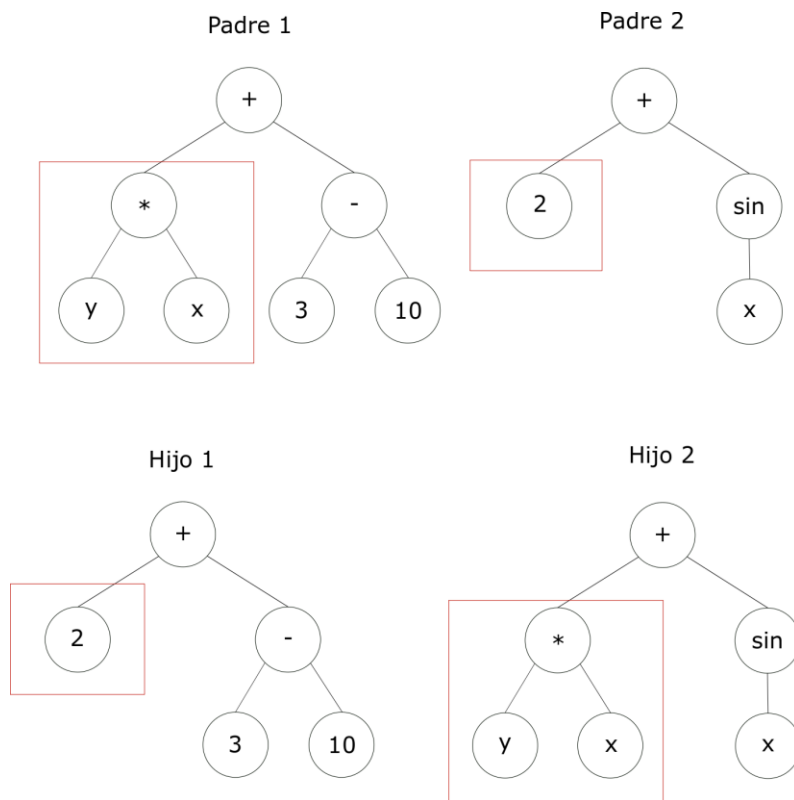 Padre 1
Padre 2
+
+
*
-
2
sin
y
x
3
10
x
Hijo 1
Hijo 2
+
+
2
-
*
sin
3
10
y
x
x